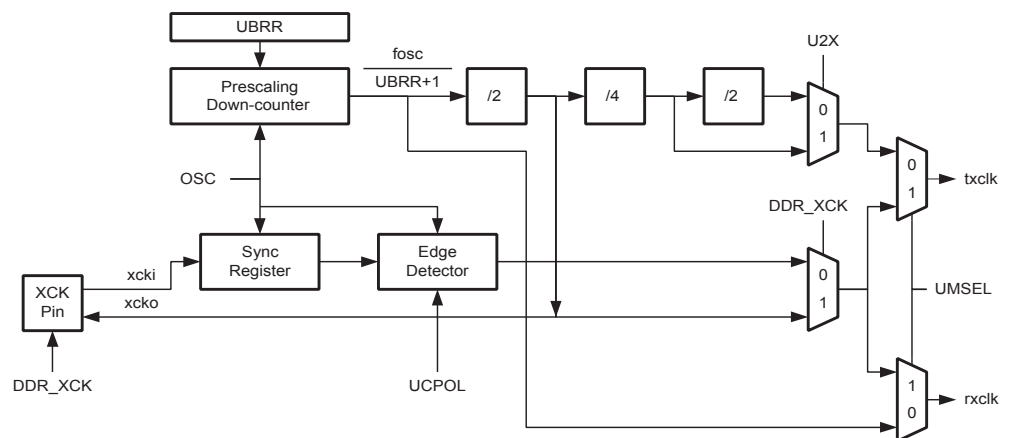 UBRR
Prescaling
Down-counter
fosc
UBRR+1
/2
/4
/2
U2X
0
1
OSC
0
1
txclk
DDR_XCK
Sync
Register
Edge
Detector
0
1
xcki
xcko
XCK
Pin
UMSEL
DDR_XCK
UCPOL
1
0
rxclk